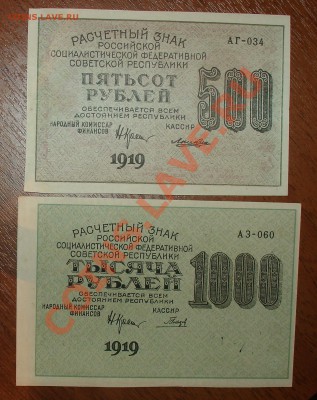 РАСЧЕТНЫЙ ЗНАК
РОССИЙСКОЙ
СОЦИАЛИСТИЧЕСКОЙ ФЕДЕРАТИВНОЙ
СОВЕТСКОЙ РЕСПУБЛИКИ
АГ-034
ПЯТЬСОТ
РУБЛЕЙ
500
ОБЕСПЕЧИВАЕТСЯ ВСЕМ
ДОСТОЯНИЕМ РЕСПУБЛИКИ
НАРОДНЫЙ КОМИССАР
ФИНАНСОВ
КАССИР
1919
РАСЧЕТНЫЙ ЗНАК
РОССИЙСКОЙ
СОЦИАЛИСТИЧЕСКОЙ ФЕДЕРАТИВНОЙ
СОВЕТСКОЙ РЕСПУБЛИКИ
АЗ-060
ТЫСЯЧА
РУБЛЕЙ
1000
ОБЕСПЕЧИВАЕТСЯ ВСЕМ
ДОСТОЯНИЕМ РЕСПУБЛИКИ
НАРОДНЫЙ КОМИССАР
ФИНАНСОВ
КАССИР
1919